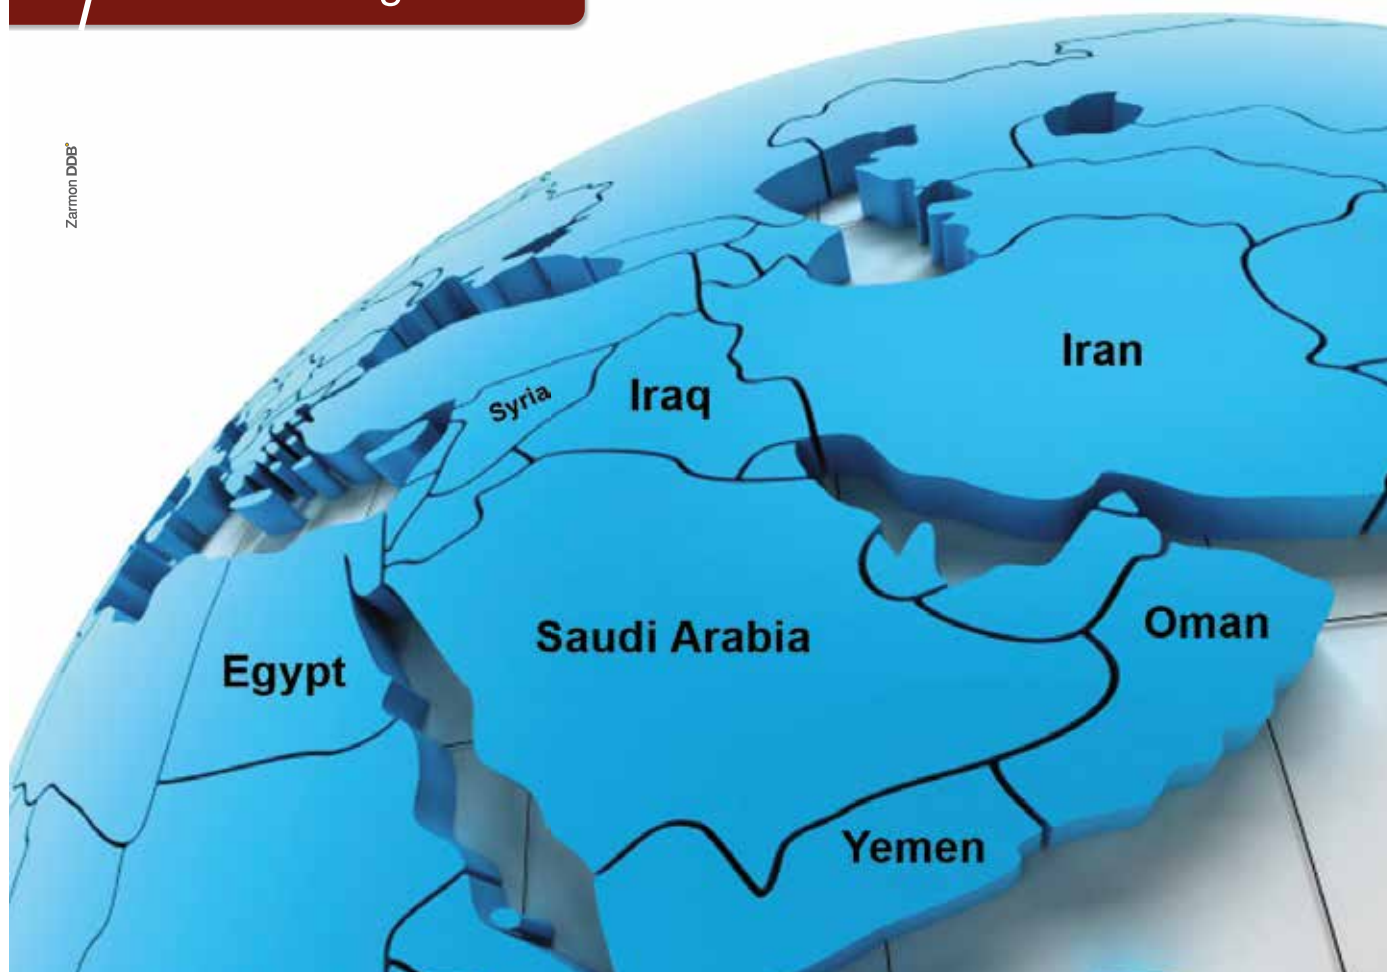 Zarmon DDB°
Iran
Iraq
Syria
Saudi Arabia
Oman
Egypt
Yemen